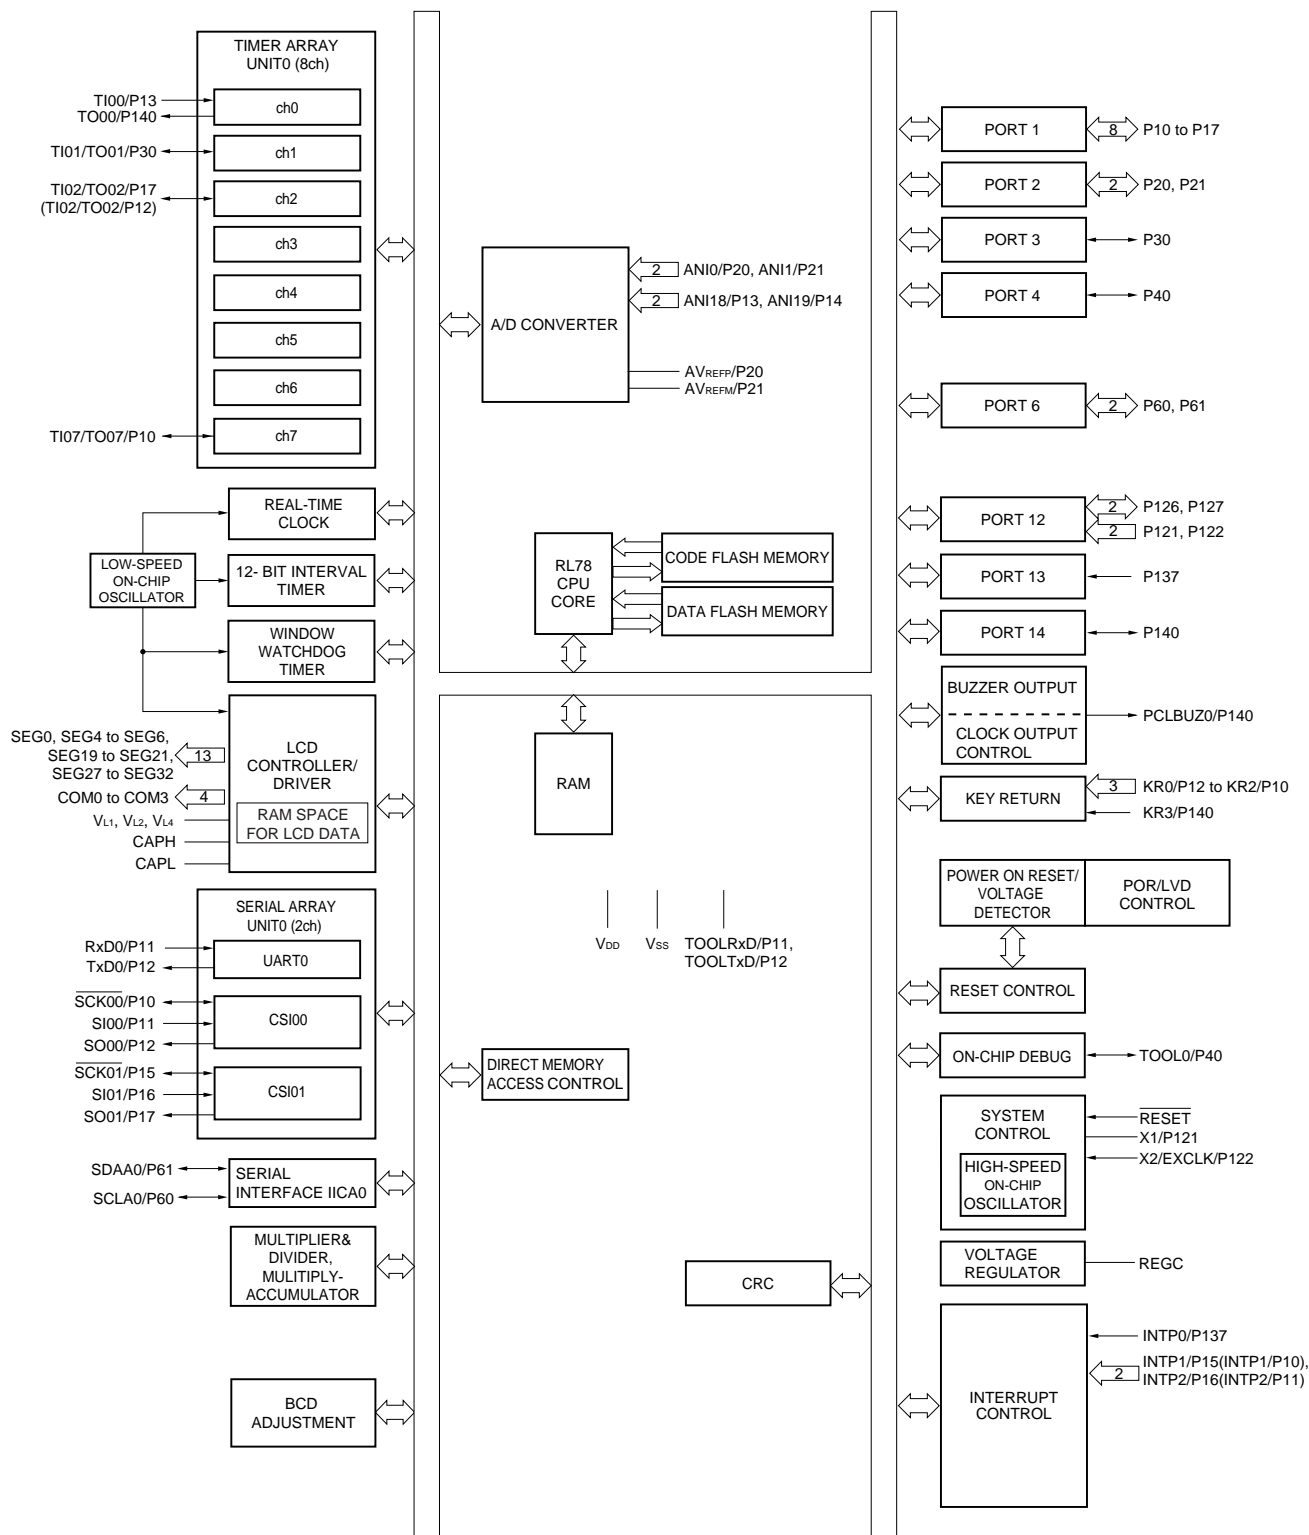 TIMER ARRAY
UNIT0 (8ch)
TI00/P13
TO00/P140
ch0
TI01/TO01/P30
ch1
TI02/TO02/P17
(TI02/TO02/P12)
ch2
ch3
ch4
ch5
ch6
TI07/TO07/P10
ch7
REAL-TIME
CLOCK
LOW-SPEED
ON-CHIP
OSCILLATOR
12- BIT INTERVAL
TIMER
WINDOW
WATCHDOG
TIMER
SEG0, SEG4 to SEG6,
SEG19 to SEG21,
SEG27 to SEG32
13
COM0 to COM3
4
VL1, VL2, VL4
CAPH
CAPL
LCD
CONTROLLER/
DRIVER
RAM SPACE
FOR LCD DATA
SERIAL ARRAY
UNIT0 (2ch)
RxD0/P11
TxD0/P12
UART0
SCK00/P10
SI00/P11
SO00/P12
CSI00
SCK01/P15
SI01/P16
SO01/P17
CSI01
SDAA0/P61
SCLA0/P60
SERIAL
INTERFACE IICA0
MULTIPLIER&
DIVIDER,
MULITIPLY-
ACCUMULATOR
BCD
ADJUSTMENT
A/D CONVERTER
2
ANI0/P20, ANI1/P21
2
ANI18/P13, ANI19/P14
AVREFP/P20
AVREFM/P21
RL78
CPU
CORE
CODE FLASH MEMORY
DATA FLASH MEMORY
RAM
VDD
VSS
TOOLRxD/P11,
TOOLTxD/P12
DIRECT MEMORY
ACCESS CONTROL
CRC
PORT 1
8
P10 to P17
PORT 2
2
P20, P21
PORT 3
P30
PORT 4
P40
PORT 6
2
P60, P61
PORT 12
2
P126, P127
2
P121, P122
PORT 13
P137
PORT 14
P140
BUZZER OUTPUT
CLOCK OUTPUT
CONTROL
PCLBUZ0/P140
KEY RETURN
3
KR0/P12 to KR2/P10
KR3/P140
POWER ON RESET/
VOLTAGE
DETECTOR
POR/LVD
CONTROL
RESET CONTROL
ON-CHIP DEBUG
TOOL0/P40
SYSTEM
CONTROL
HIGH-SPEED
ON-CHIP
OSCILLATOR
RESET
X1/P121
X2/EXCLK/P122
VOLTAGE
REGULATOR
REGC
INTERRUPT
CONTROL
INTP0/P137
2
INTP1/P15(INTP1/P10),
INTP2/P16(INTP2/P11)